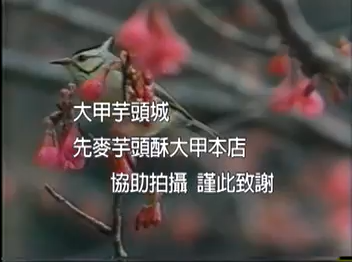 大甲芋頭城
先麥芋頭酥大甲本店
協助拍攝 謹此致謝